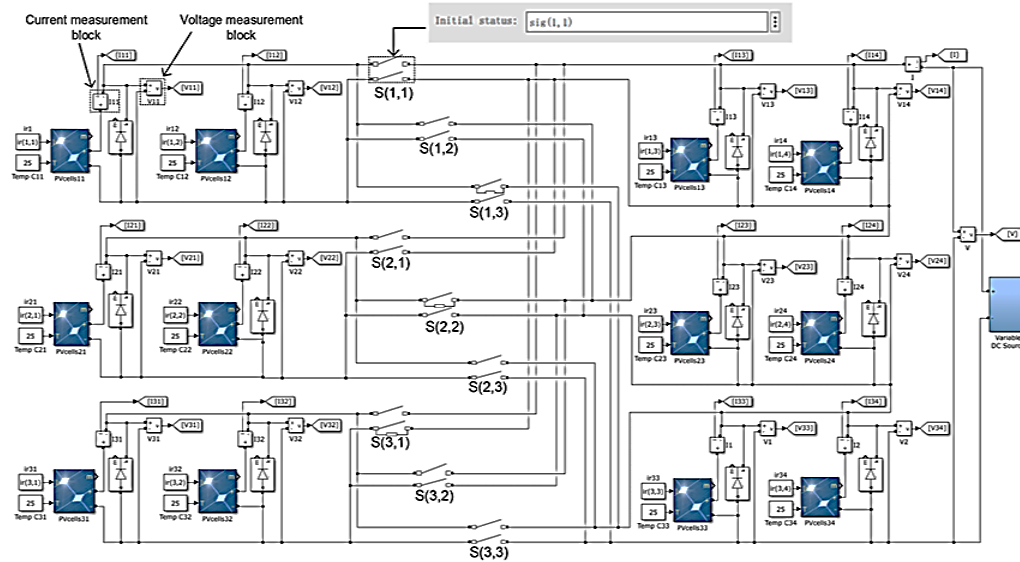 Current measurement
block
Voltage measurement
block
Initial status:
sig(1,1)
[I11]
[I12]
[I13]
[I14]
[I]
I
I11
V11
[V11]
I12
V12
[V12]
S(1,1)
I13
V13
[V13]
I14
V14
[V14]
ir1
ir(1,1)
25
Temp C11
PVcells11
ir12
ir(1,2)
25
Temp C12
PVcells12
S(1,2)
ir13
ir(1,3)
25
Temp C13
PVcells13
ir14
ir(1,4)
25
Temp C14
PVcells14
S(1,3)
[I21]
[I22]
[I23]
[I24]
V
[V]
I21
V21
[V21]
I22
V22
[V22]
S(2,1)
I23
V23
[V23]
I24
V24
[V24]
ir21
ir(2,1)
25
Temp C21
PVcells21
ir22
ir(2,2)
25
Temp C22
PVcells22
S(2,2)
ir23
ir(2,3)
25
Temp C23
PVcells23
ir24
ir(2,4)
25
Temp C24
PVcells24
Variable
DC Sourc
S(2,3)
[I31]
[I32]
[I33]
[I34]
I31
V31
[V31]
I32
V32
[V32]
S(3,1)
I1
V1
[V33]
I2
V2
[V34]
ir31
ir(3,1)
25
Temp C31
PVcells31
ir32
ir(3,2)
25
Temp C32
PVcells32
S(3,2)
ir33
ir(3,3)
25
Temp C33
PVcells33
ir34
ir(3,4)
25
Temp C34
PVcells34
S(3,3)